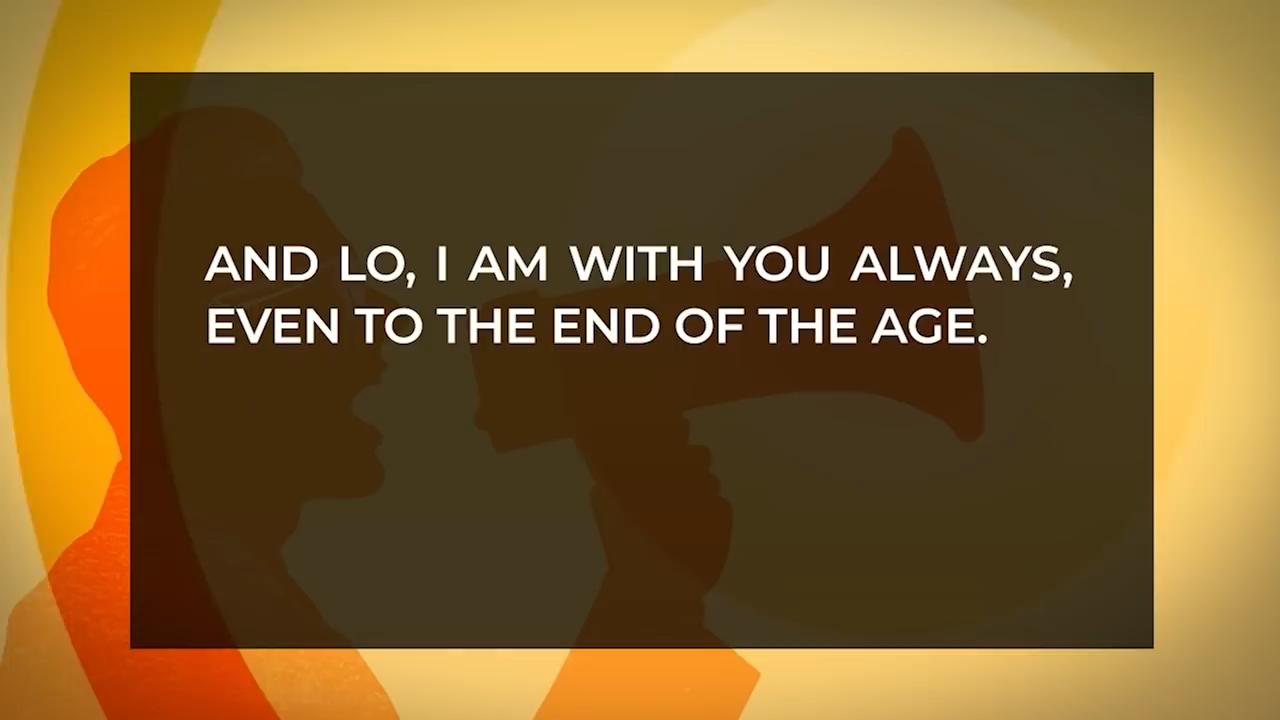 AND LO, I AM WITH YOU ALWAYS,
EVEN TO THE END OF THE AGE.